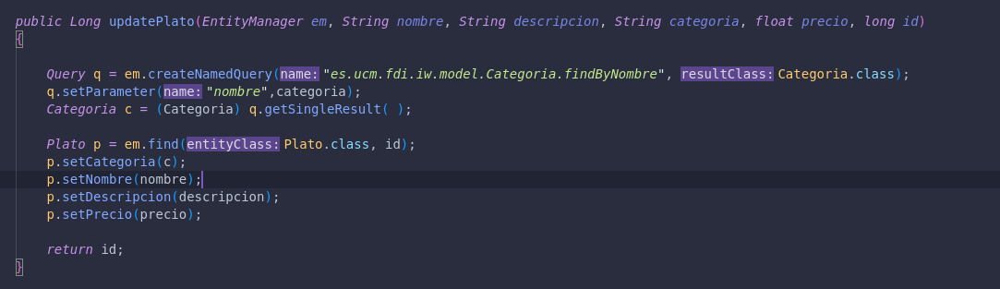 public Long updatePlato(EntityManager em, String nombre, String descripcion, String categoria, float precio, long id)
{
Query q = em.createNamedQuery(name: "es.ucm.fdi.iw.model.Categoria.findByNombre", resultClass: Categoria.class);
q.setParameter(name: "nombre",categoria);
Categoria c = (Categoria) q.getSingleResult( );
Plato p = em.find(entityClass: Plato.class, id);
p.setCategoria(c);
p.setNombre(nombre);
p.setDescripcion(descripcion);
p.setPrecio(precio);
return id;
}